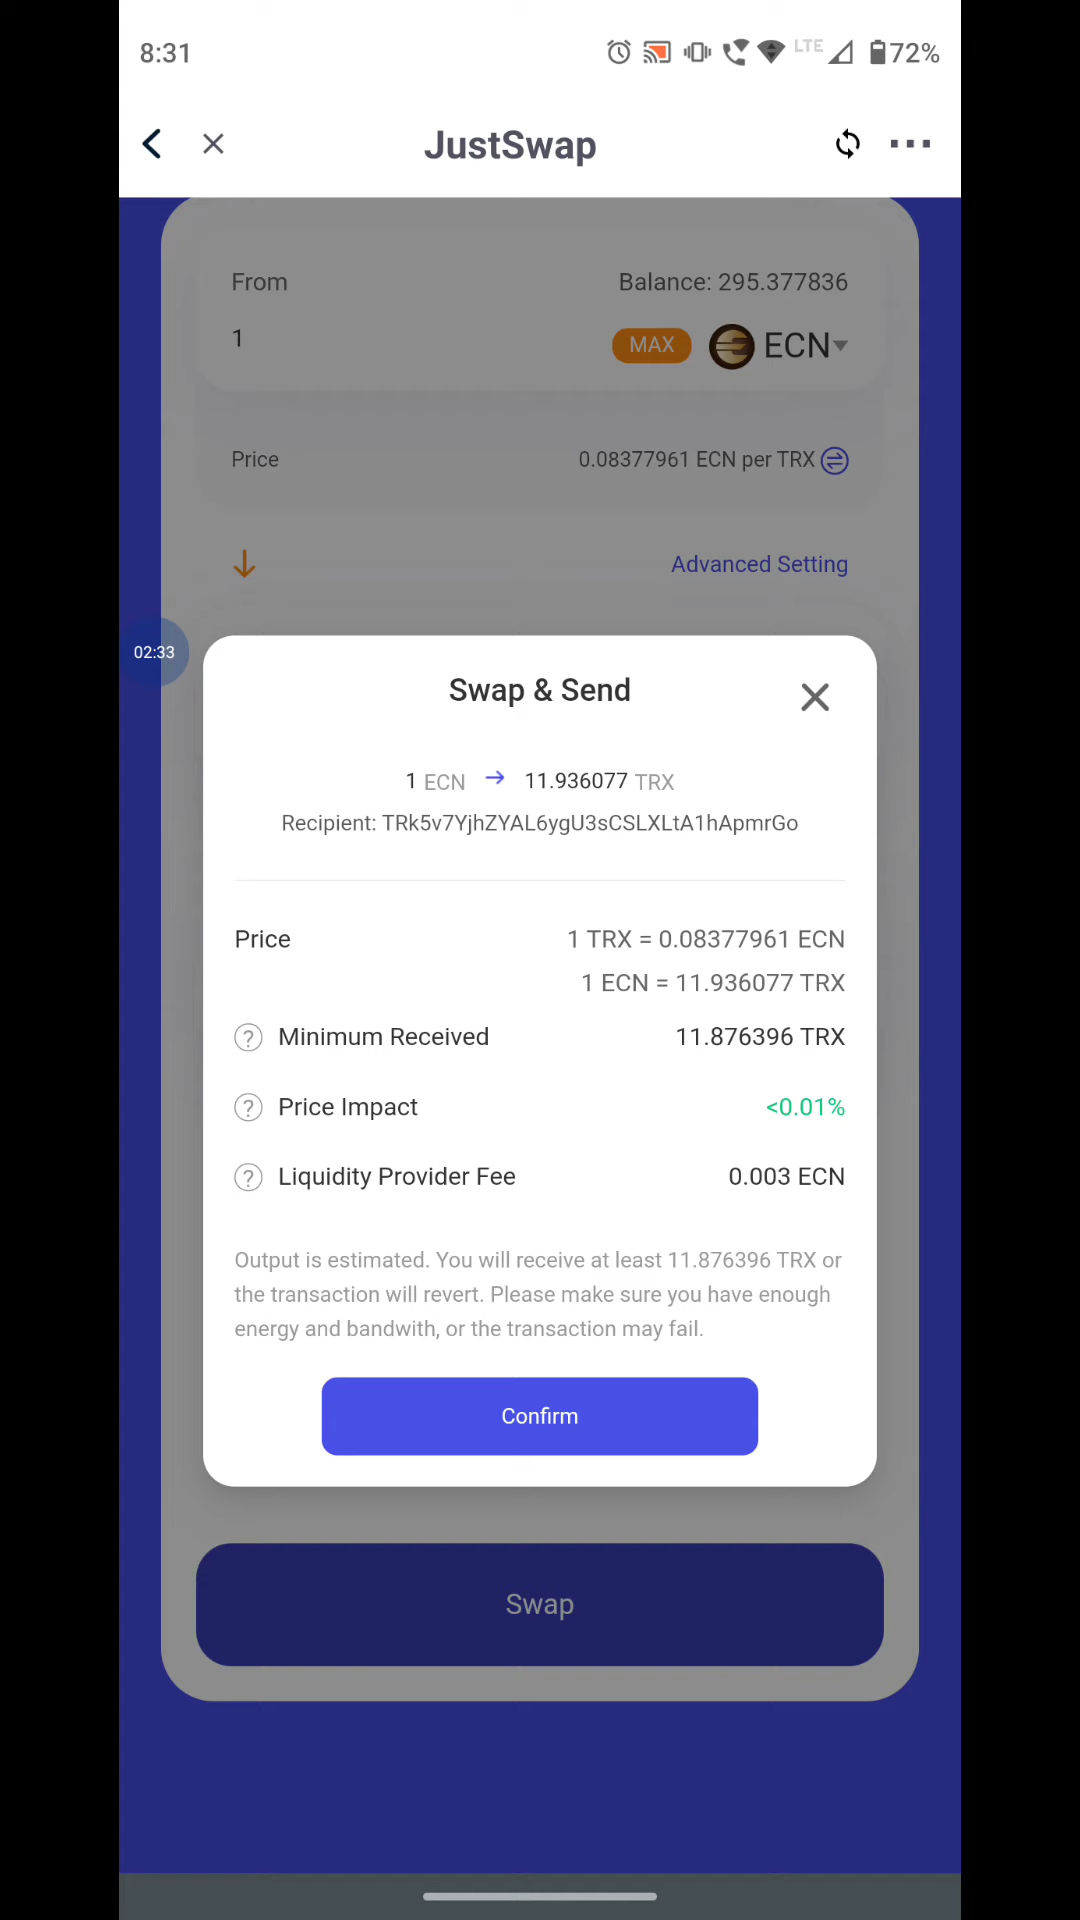 8:31
LTE
72%
JustSwap
From
Balance: 295.377836
1
MAX
ECN
Price
0.08377961 ECN per TRX
Advanced Setting
02:33
Swap & Send
1 ECN → 11.936077 TRX
Recipient: TRk5v7YjhZYAL6ygU3sCSLXLtA1hApmrGo
Price
1 TRX = 0.08377961 ECN
1 ECN = 11.936077 TRX
? Minimum Received
11.876396 TRX
? Price Impact
<0.01%
? Liquidity Provider Fee
0.003 ECN
Output is estimated. You will receive at least 11.876396 TRX or
the transaction will revert. Please make sure you have enough
energy and bandwith, or the transaction may fail.
Confirm
Swap